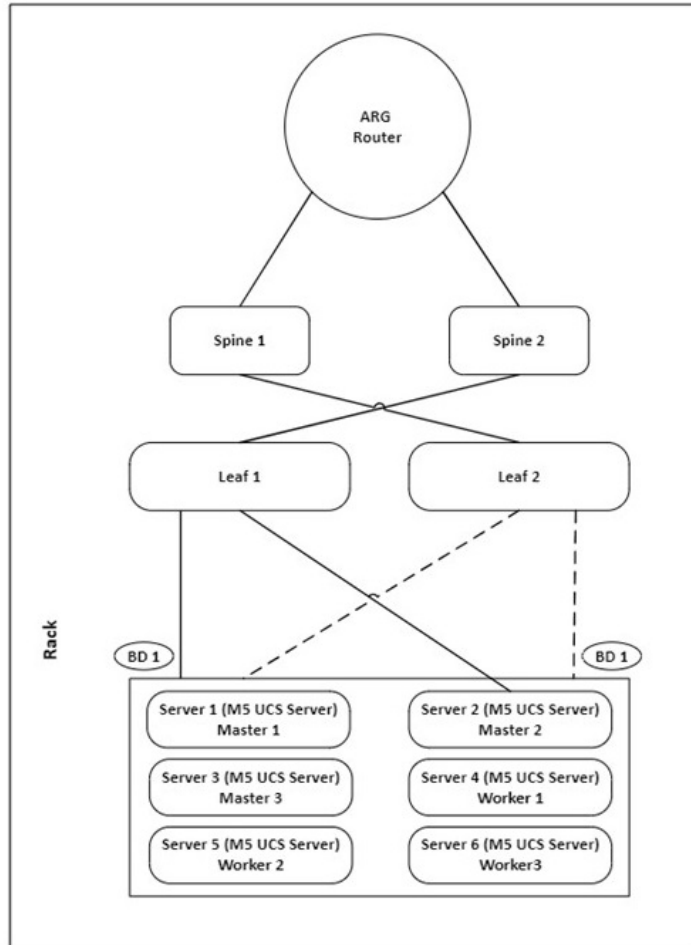 ARG
Router
Spine 1
Spine 2
Leaf 1
Leaf 2
Rack
BD 1
BD 1
Server 1 (M5 UCS Server)
Master 1
Server 2 (M5 UCS Server)
Master 2
Server 3 (M5 UCS Server)
Master 3
Server 4 (M5 UCS Server)
Worker 1
Server 5 (M5 UCS Server)
Worker 2
Server 6 (M5 UCS Server)
Worker3